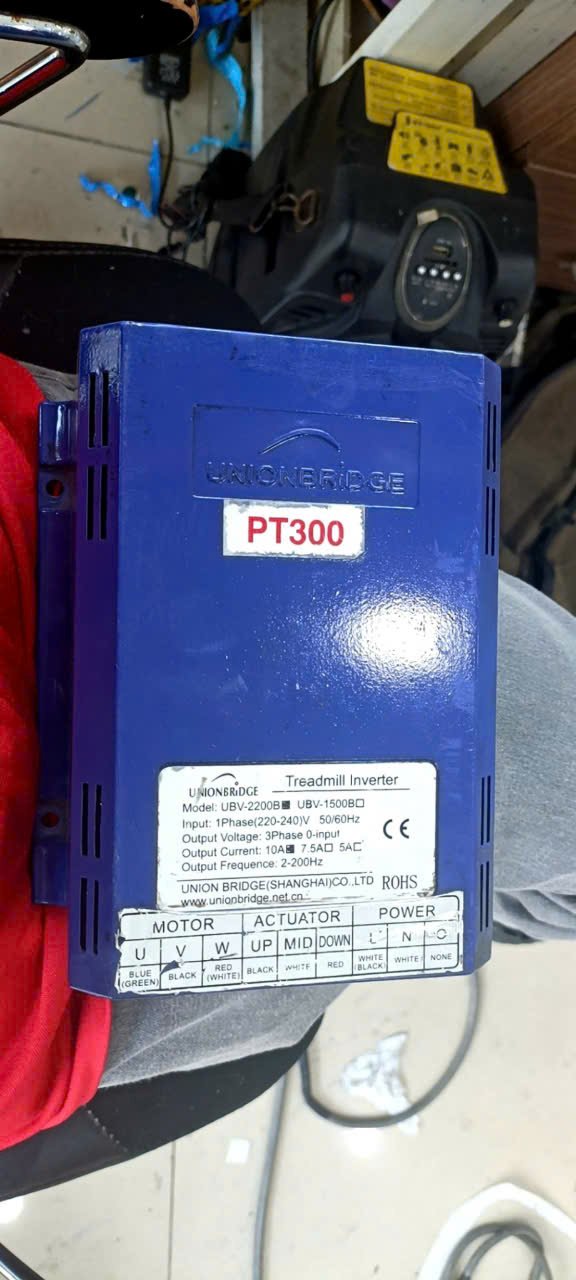 UNIONBRIDGE
PT300
UNIONBRIDGE Treadmill Inverter
Model: UBV-2200B■ UBV-1500B□
Input: 1Phase(220-240)V 50/60Hz
Output Voltage: 3Phase 0-input
Output Current: 10A■ 7.5A□ 5A□
Output Frequence: 2-200Hz
CE
UNION BRIDGE(SHANGHAI)CO.,LTD ROHS
www.unionbridge.net.cn
MOTOR ACTUATOR POWER
U V W UP MID DOWN L N
BLUE (GREEN) BLACK RED (WHITE) BLACK WHITE RED WHITE (BLACK) WHITE NONE